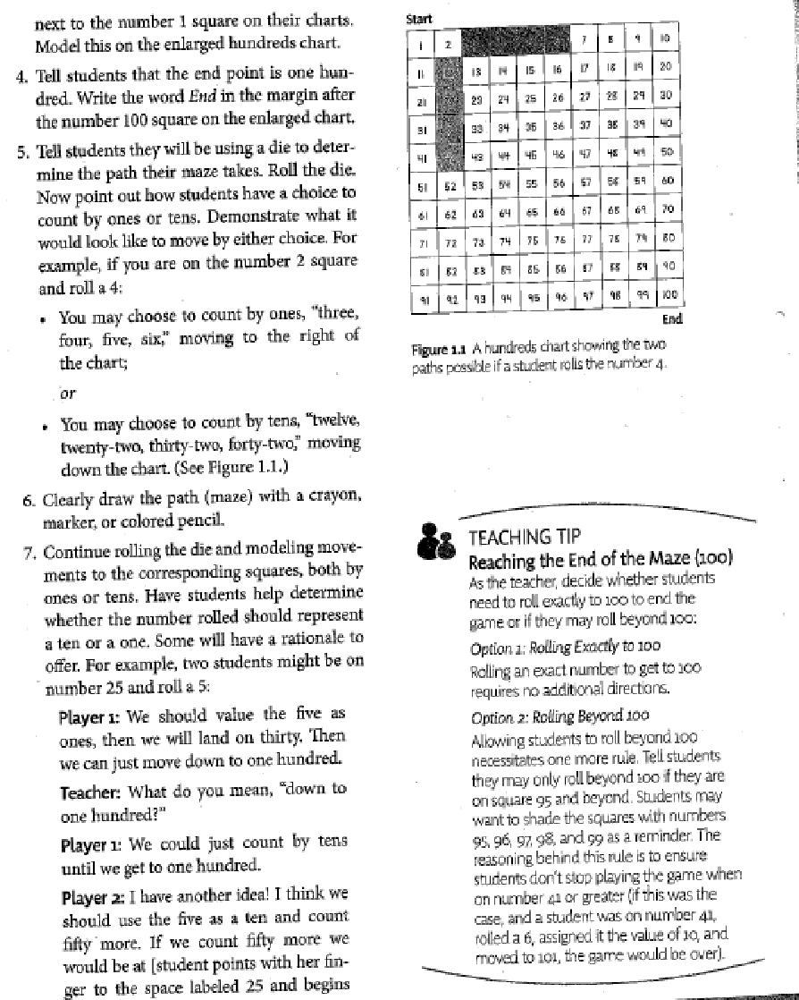 next to the number 1 square on their charts.
Model this on the enlarged hundreds chart.
4. Tell students that the end point is one hun-
dred. Write the word End in the margin after
the number 100 square on the enlarged chart.
5. Tell students they will be using a die to deter-
mine the path their maze takes. Roll the die.
Now point out how students have a choice to
count by ones or tens. Demonstrate what it
would look like to move by either choice. For
example, if you are on the number 2 square
and roll a 4:
• You may choose to count by ones, “three,
four, five, six,” moving to the right of
the chart;
or
• You may choose to count by tens, “twelve,
twenty-two, thirty-two, forty-two,” moving
down the chart. (See Figure 1.1.)
6. Clearly draw the path (maze) with a crayon,
marker, or colored pencil.
7. Continue rolling the die and modeling move-
ments to the corresponding squares, both by
ones or tens. Have students help determine
whether the number rolled should represent
a ten or a one. Some will have a rationale to
offer. For example, two students might be on
number 25 and roll a 5:
Player 1: We should value the five as
ones, then we will land on thirty. Then
we can just move down to one hundred.
Teacher: What do you mean, “down to
one hundred?”
Player 1: We could just count by tens
until we get to one hundred.
Player 2: I have another idea! I think we
should use the five as a ten and count
fifty more. If we count fifty more we
would be at [student points with her fin-
ger to the space labeled 25 and begins
Start
1 2 7 8 9 10
11 13 14 15 16 17 18 19 20
21 23 24 25 26 27 28 29 30
31 33 34 35 36 37 38 39 40
41 43 44 45 46 47 48 49 50
51 52 53 54 55 56 57 58 59 60
61 62 63 64 65 66 67 68 69 70
71 72 73 74 75 76 77 78 79 80
81 82 83 84 85 86 87 88 89 90
91 92 93 94 95 96 97 98 99 100
End
Figure 1.1 A hundreds chart showing the two
paths possible if a student rolls the number 4.
TEACHING TIP
Reaching the End of the Maze (100)
As the teacher, decide whether students
need to roll exactly to 100 to end the
game or if they may roll beyond 100:
Option 1: Rolling Exactly to 100
Rolling an exact number to get to 100
requires no additional directions.
Option 2: Rolling Beyond 100
Allowing students to roll beyond 100
necessitates one more rule. Tell students
they may only roll beyond 100 if they are
on square 95 and beyond. Students may
want to shade the squares with numbers
95, 96, 97, 98, and 99 as a reminder. The
reasoning behind this rule is to ensure
students don't stop playing the game when
on number 41 or greater (if this was the
case, and a student was on number 41,
rolled a 6, assigned it the value of 10, and
moved to 101, the game would be over).